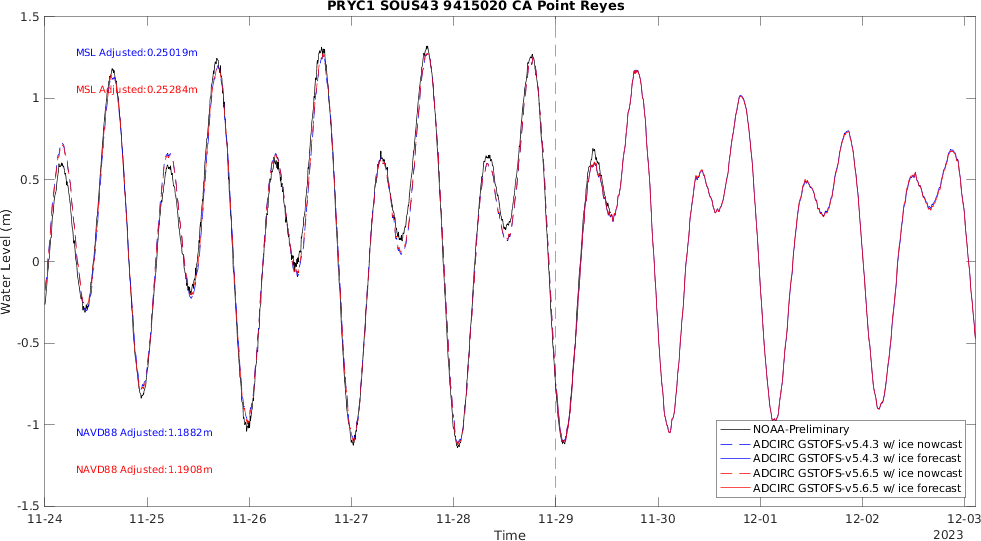 PRYC1 SOUS43 9415020 CA Point Reyes
1.5
1
0.5
0
-0.5
-1
-1.5
Water Level (m)
MSL Adjusted:0.25019m
MSL Adjusted:0.25284m
NAVD88 Adjusted:1.1882m
NAVD88 Adjusted:1.1908m
NOAA-Preliminary
ADCIRC GSTOFS-v5.4.3 w/ ice nowcast
ADCIRC GSTOFS-v5.4.3 w/ ice forecast
ADCIRC GSTOFS-v5.6.5 w/ ice nowcast
ADCIRC GSTOFS-v5.6.5 w/ ice forecast
11-24 11-25 11-26 11-27 11-28 11-29 11-30 12-01 12-02 12-03
2023
Time